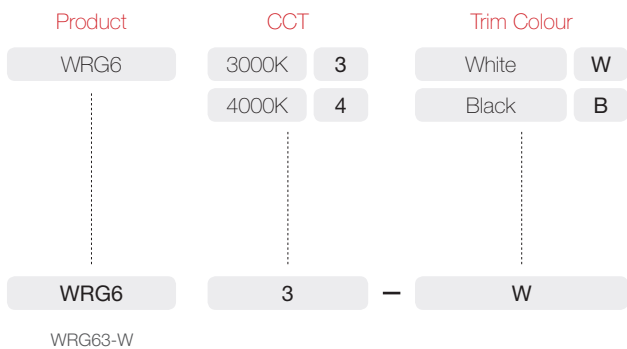 Product CCT Trim Colour
WRG6 3000K 3 White W
4000K 4 Black B
WRG6 3 – W
WRG63-W